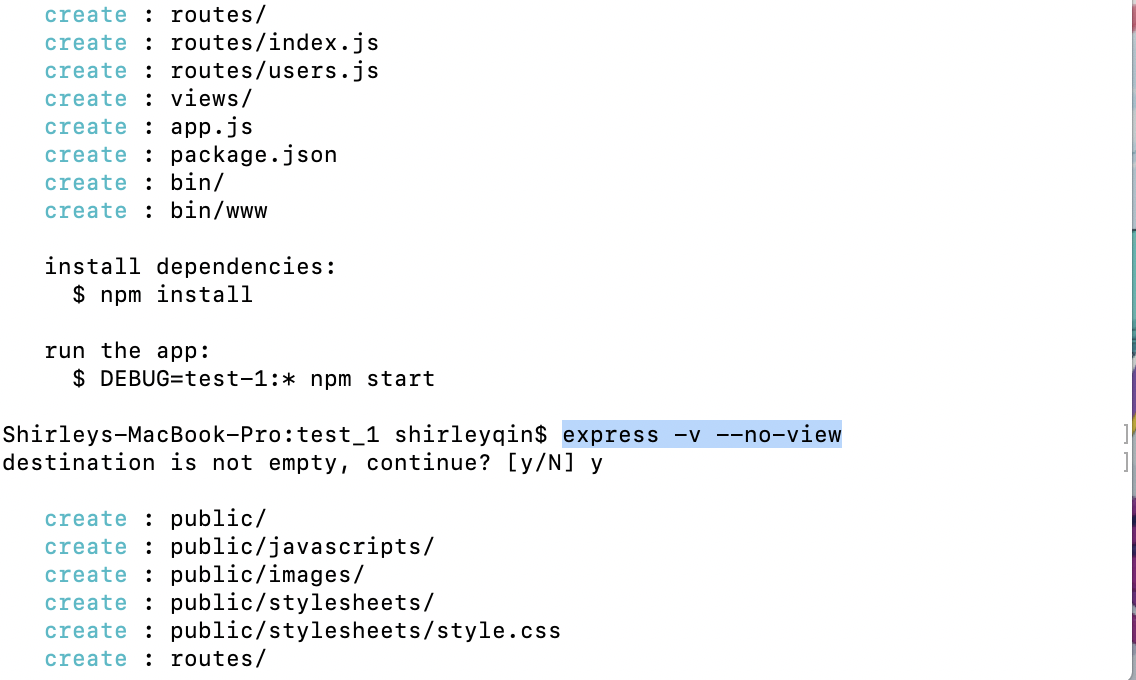 create : routes/
create : routes/index.js
create : routes/users.js
create : views/
create : app.js
create : package.json
create : bin/
create : bin/www
install dependencies:
$ npm install
run the app:
$ DEBUG=test-1:* npm start
Shirleys-MacBook-Pro:test_1 shirleyqin$ express -v --no-view ]
destination is not empty, continue? [y/N] y ]
create : public/
create : public/javascripts/
create : public/images/
create : public/stylesheets/
create : public/stylesheets/style.css
create : routes/